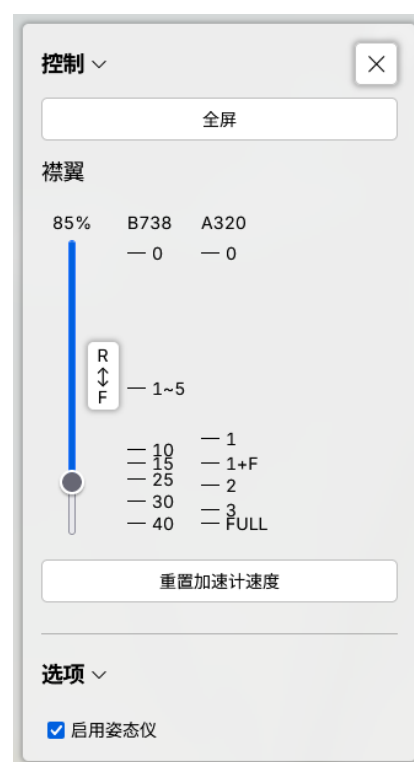 控制
全屏
襟翼
85% B738 A320
— 0 — 0
R
↕
F
— 1~5
— 1
— 10
— 15 — 1+F
— 25 — 2
— 30
— 3
— 40 — FULL
重置加速计速度
选项
启用姿态仪